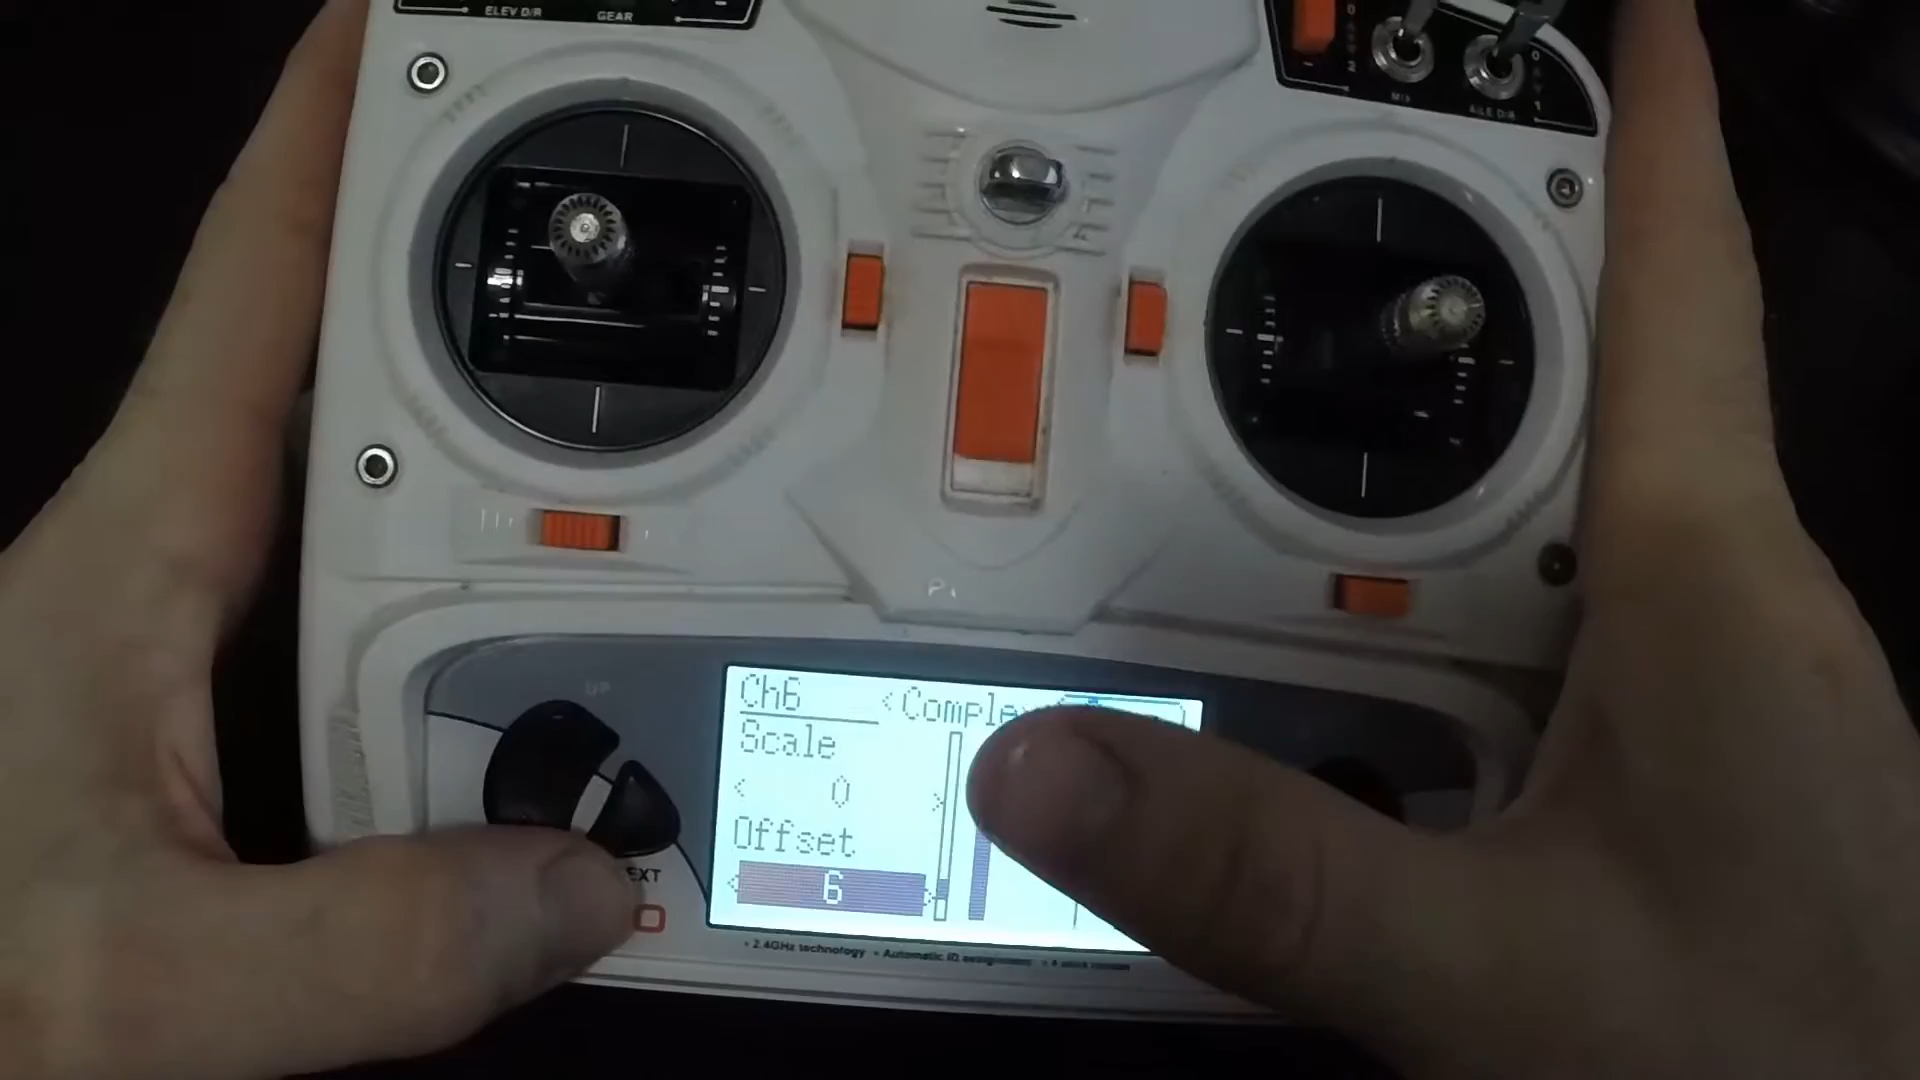 ELEV D/R
GEAR
MIX
AILE D/R
UP
Ch6
<Comple
Scale
< 0 >
Offset
< 6 >
EXT
O
• 2.4GHz technology • Automatic ID assignment